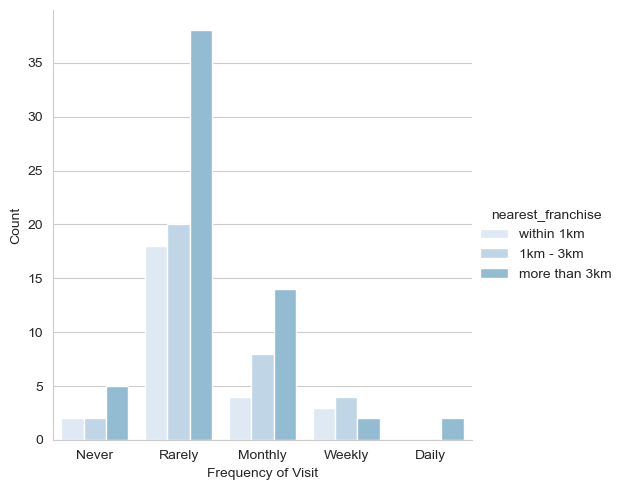 35
30
25
20
15
10
5
0
Count
Never Rarely Monthly Weekly Daily
Frequency of Visit
nearest_franchise
within 1km
1km - 3km
more than 3km